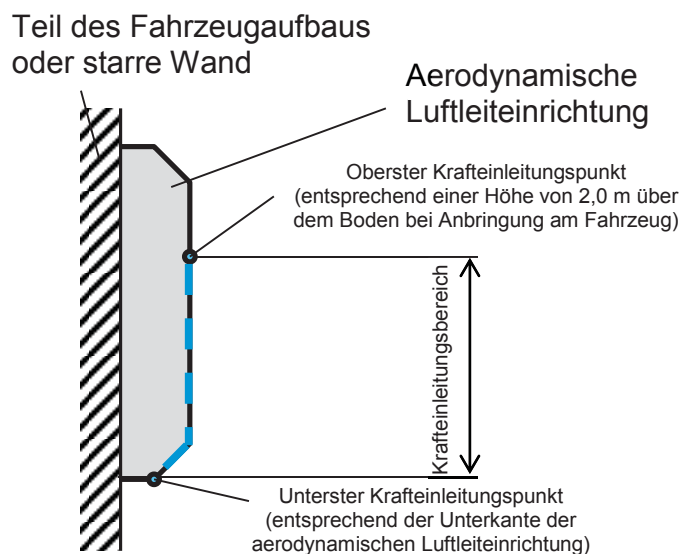 Teil des Fahrzeugaufbaus
oder starre Wand
Aerodynamische
Luftleiteinrichtung
Oberster Krafteinleitungspunkt
(entsprechend einer Höhe von 2,0 m über
dem Boden bei Anbringung am Fahrzeug)
Krafteinleitungsbereich
Unterster Krafteinleitungspunkt
(entsprechend der Unterkante der
aerodynamischen Luftleiteinrichtung)